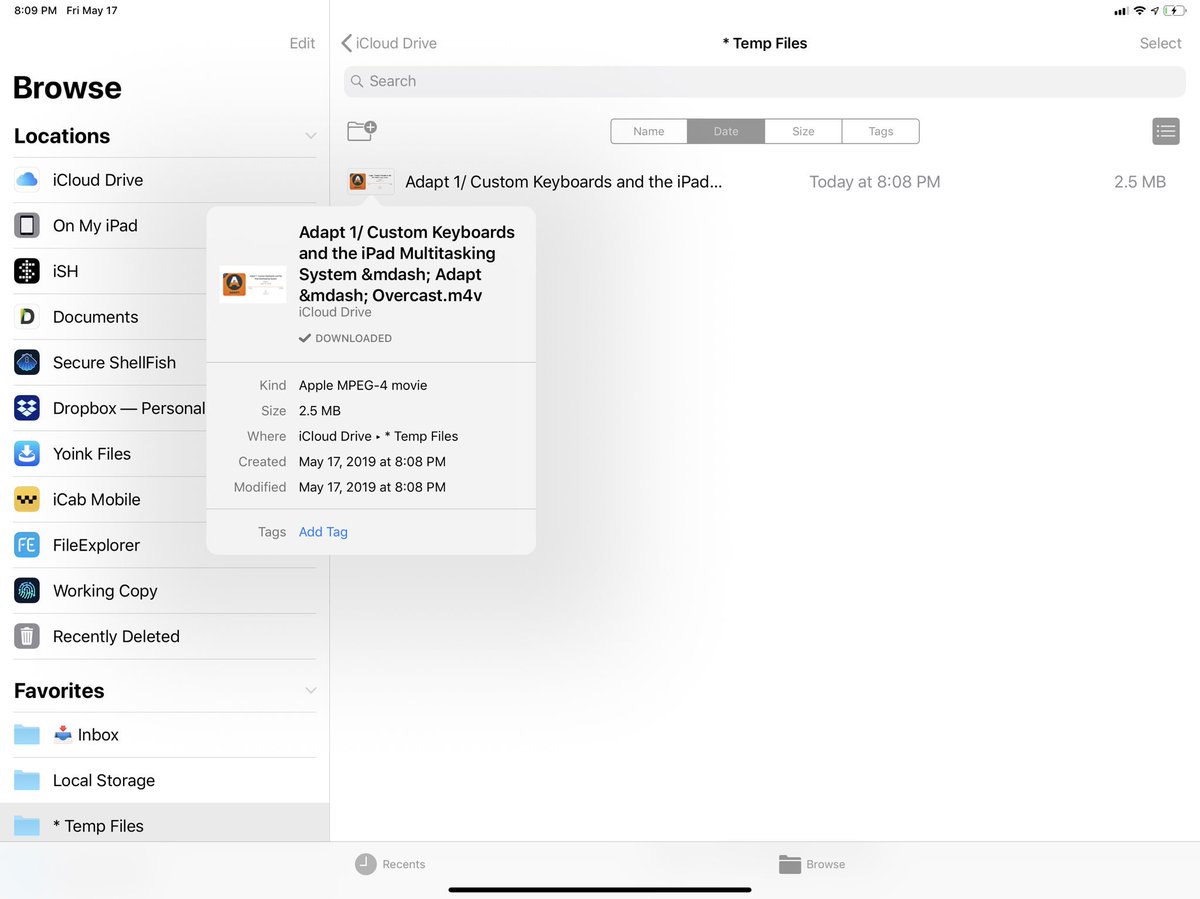 8:09 PM Fri May 17
Edit
iCloud Drive
* Temp Files
Select
Browse
Search
Locations
Name
Date
Size
Tags
iCloud Drive
Adapt 1/ Custom Keyboards and the iPad...
Today at 8:08 PM
2.5 MB
On My iPad
iSH
Documents
Secure ShellFish
Dropbox — Personal
Yoink Files
iCab Mobile
FileExplorer
Working Copy
Recently Deleted
Adapt 1/ Custom Keyboards
and the iPad Multitasking
System &mdash; Adapt
&mdash; Overcast.m4v
iCloud Drive
DOWNLOADED
Kind Apple MPEG-4 movie
Size 2.5 MB
Where iCloud Drive ▸ * Temp Files
Created May 17, 2019 at 8:08 PM
Modified May 17, 2019 at 8:08 PM
Tags Add Tag
Favorites
Inbox
Local Storage
* Temp Files
Recents
Browse